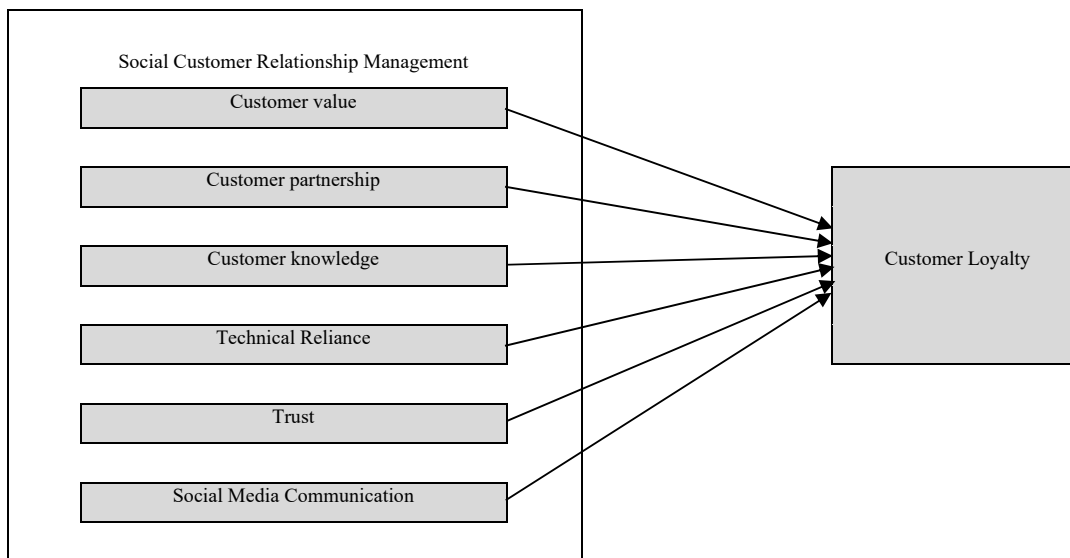 Social Customer Relationship Management
Customer value
Customer partnership
Customer knowledge
Customer Loyalty
Technical Reliance
Trust
Social Media Communication